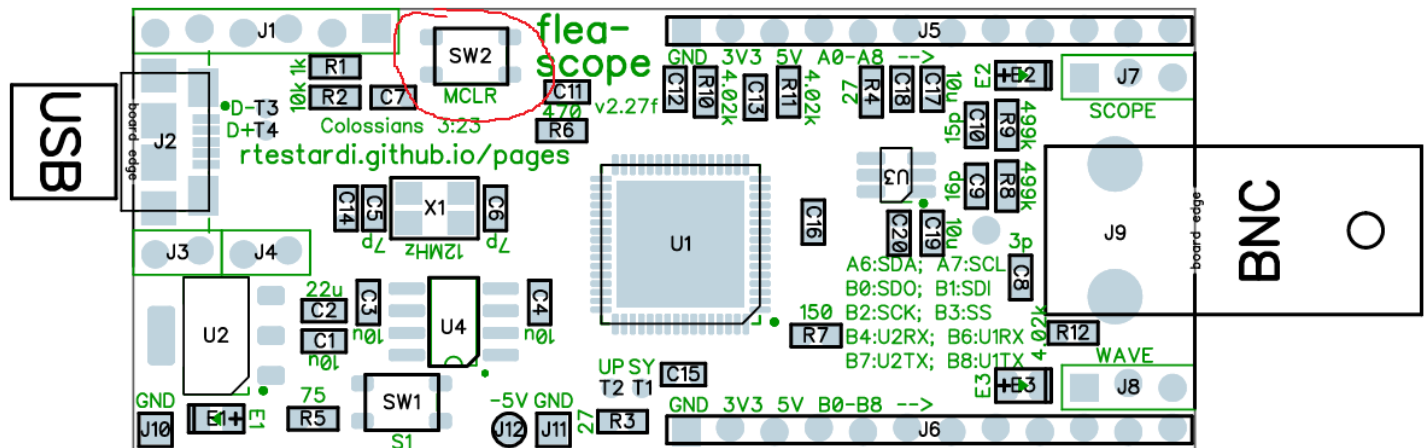 J1
SW2
MCLR
flea-
scope
v2.27f
J5
GND 3V3 5V A0-A8 -->
1k R1
10k R2
C7
C11
470
R6
C12
R10
4.02k
C13
R11
4.02k
27
R4
C18
C17
10u
E2
+E2
J7
SCOPE
USB
board edge
J2
D-T3
D+T4
Colossians 3:23
rtestardi.github.io/pages
15p
C10
R9
499k
16p
C9
R8
499k
U3
C14
C5
7p
X1
12MHz
C6
7p
U1
C16
C20
C19
10u
3p
C8
J9
board edge
BNC
J3
J4
A6:SDA; A7:SCL
B0:SDO; B1:SDI
B2:SCK; B3:SS
B4:U2RX; B6:U1RX
B7:U2TX; B8:U1TX
22u
C2
C1
10u
C3
10u
U4
C4
10u
U2
150
R7
4.02k
R12
WAVE
UP SY
T2 T1
C15
E3
+E3
J8
GND
J10
E1+
E1
75
R5
SW1
S1
-5V GND
J12
J11
27
R3
GND 3V3 5V B0-B8 -->
J6